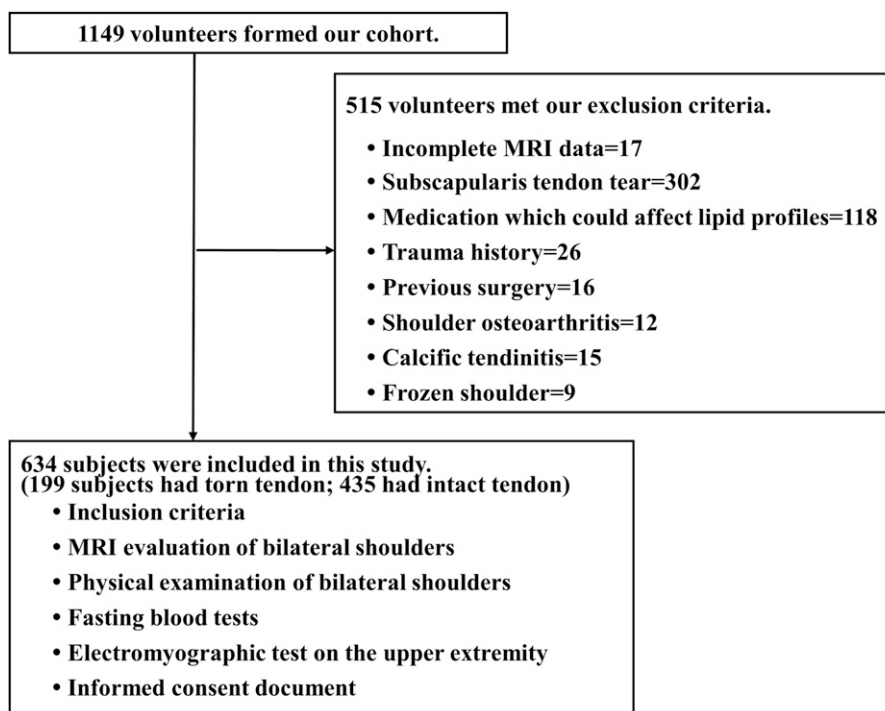 1149 volunteers formed our cohort.
515 volunteers met our exclusion criteria.
• Incomplete MRI data=17
• Subscapularis tendon tear=302
• Medication which could affect lipid profiles=118
• Trauma history=26
• Previous surgery=16
• Shoulder osteoarthritis=12
• Calcific tendinitis=15
• Frozen shoulder=9
634 subjects were included in this study.
(199 subjects had torn tendon; 435 had intact tendon)
• Inclusion criteria
• MRI evaluation of bilateral shoulders
• Physical examination of bilateral shoulders
• Fasting blood tests
• Electromyographic test on the upper extremity
• Informed consent document